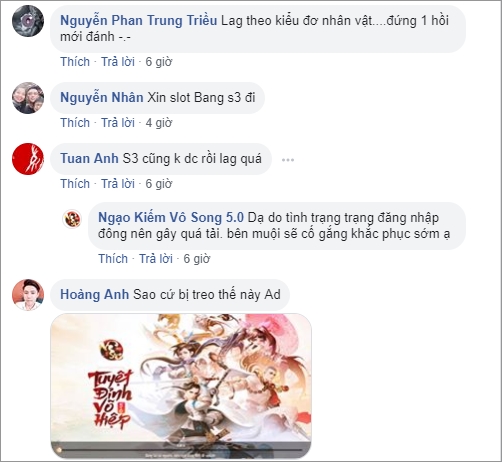 Nguyễn Phan Trung Triều Lag theo kiểu đơ nhân vật....đứng 1 hồi
mới đánh -.-
Thích · Trả lời · 6 giờ
Nguyễn Nhân Xin slot Bang s3 đi
Thích · Trả lời · 4 giờ
Tuan Anh S3 cũng k dc rồi lag quá
Thích · Trả lời · 6 giờ
Ngạo Kiếm Vô Song 5.0 Dạ do tình trạng trạng đăng nhập
đông nên gây quá tải. bên muội sẽ cố gắng khắc phục sớm ạ
Thích · Trả lời · 6 giờ
Hoàng Anh Sao cứ bị treo thế này Ad
Tuyệt
Đỉnh
Võ
Hiệp